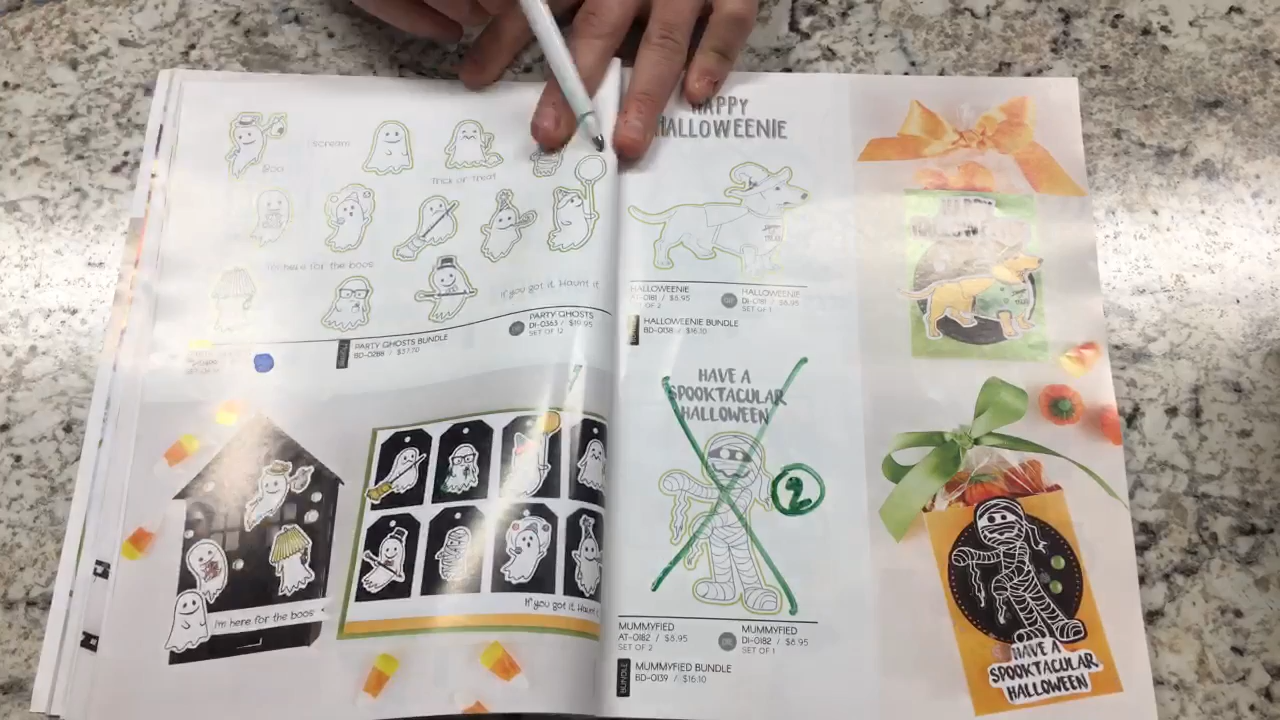 I scream
Boo
Trick or Treat
I'm here for the boos
If you got it, Haunt it
PARTY GHOSTS
DI-0363 / $19.95
SET OF 12
PARTY GHOSTS BUNDLE
BD-0288 / $37.70
I'm here for the boos
If you got it, Haunt
HAPPY
HALLOWEENIE
HALLOWEENIE
AT-0181 / $8.95
SET OF 2
HALLOWEENIE
DI-0181 / $8.95
SET OF 1
BUNDLE
HALLOWEENIE BUNDLE
BD-0138 / $16.10
HAVE A
SPOOKTACULAR
HALLOWEEN
2
MUMMYFIED
AT-0182 / $8.95
SET OF 2
MUMMYFIED
DI-0182 / $8.95
SET OF 1
BUNDLE
MUMMYFIED BUNDLE
BD-0139 / $16.10
HAPPY
HALLOWEENIE
HAVE A
SPOOKTACULAR
HALLOWEEN